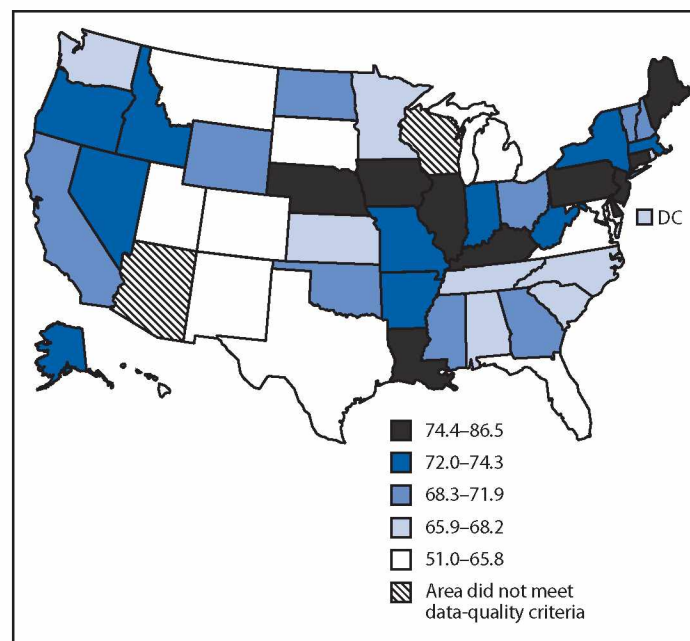 DC
74.4–86.5
72.0–74.3
68.3–71.9
65.9–68.2
51.0–65.8
Area did not meet
data-quality criteria